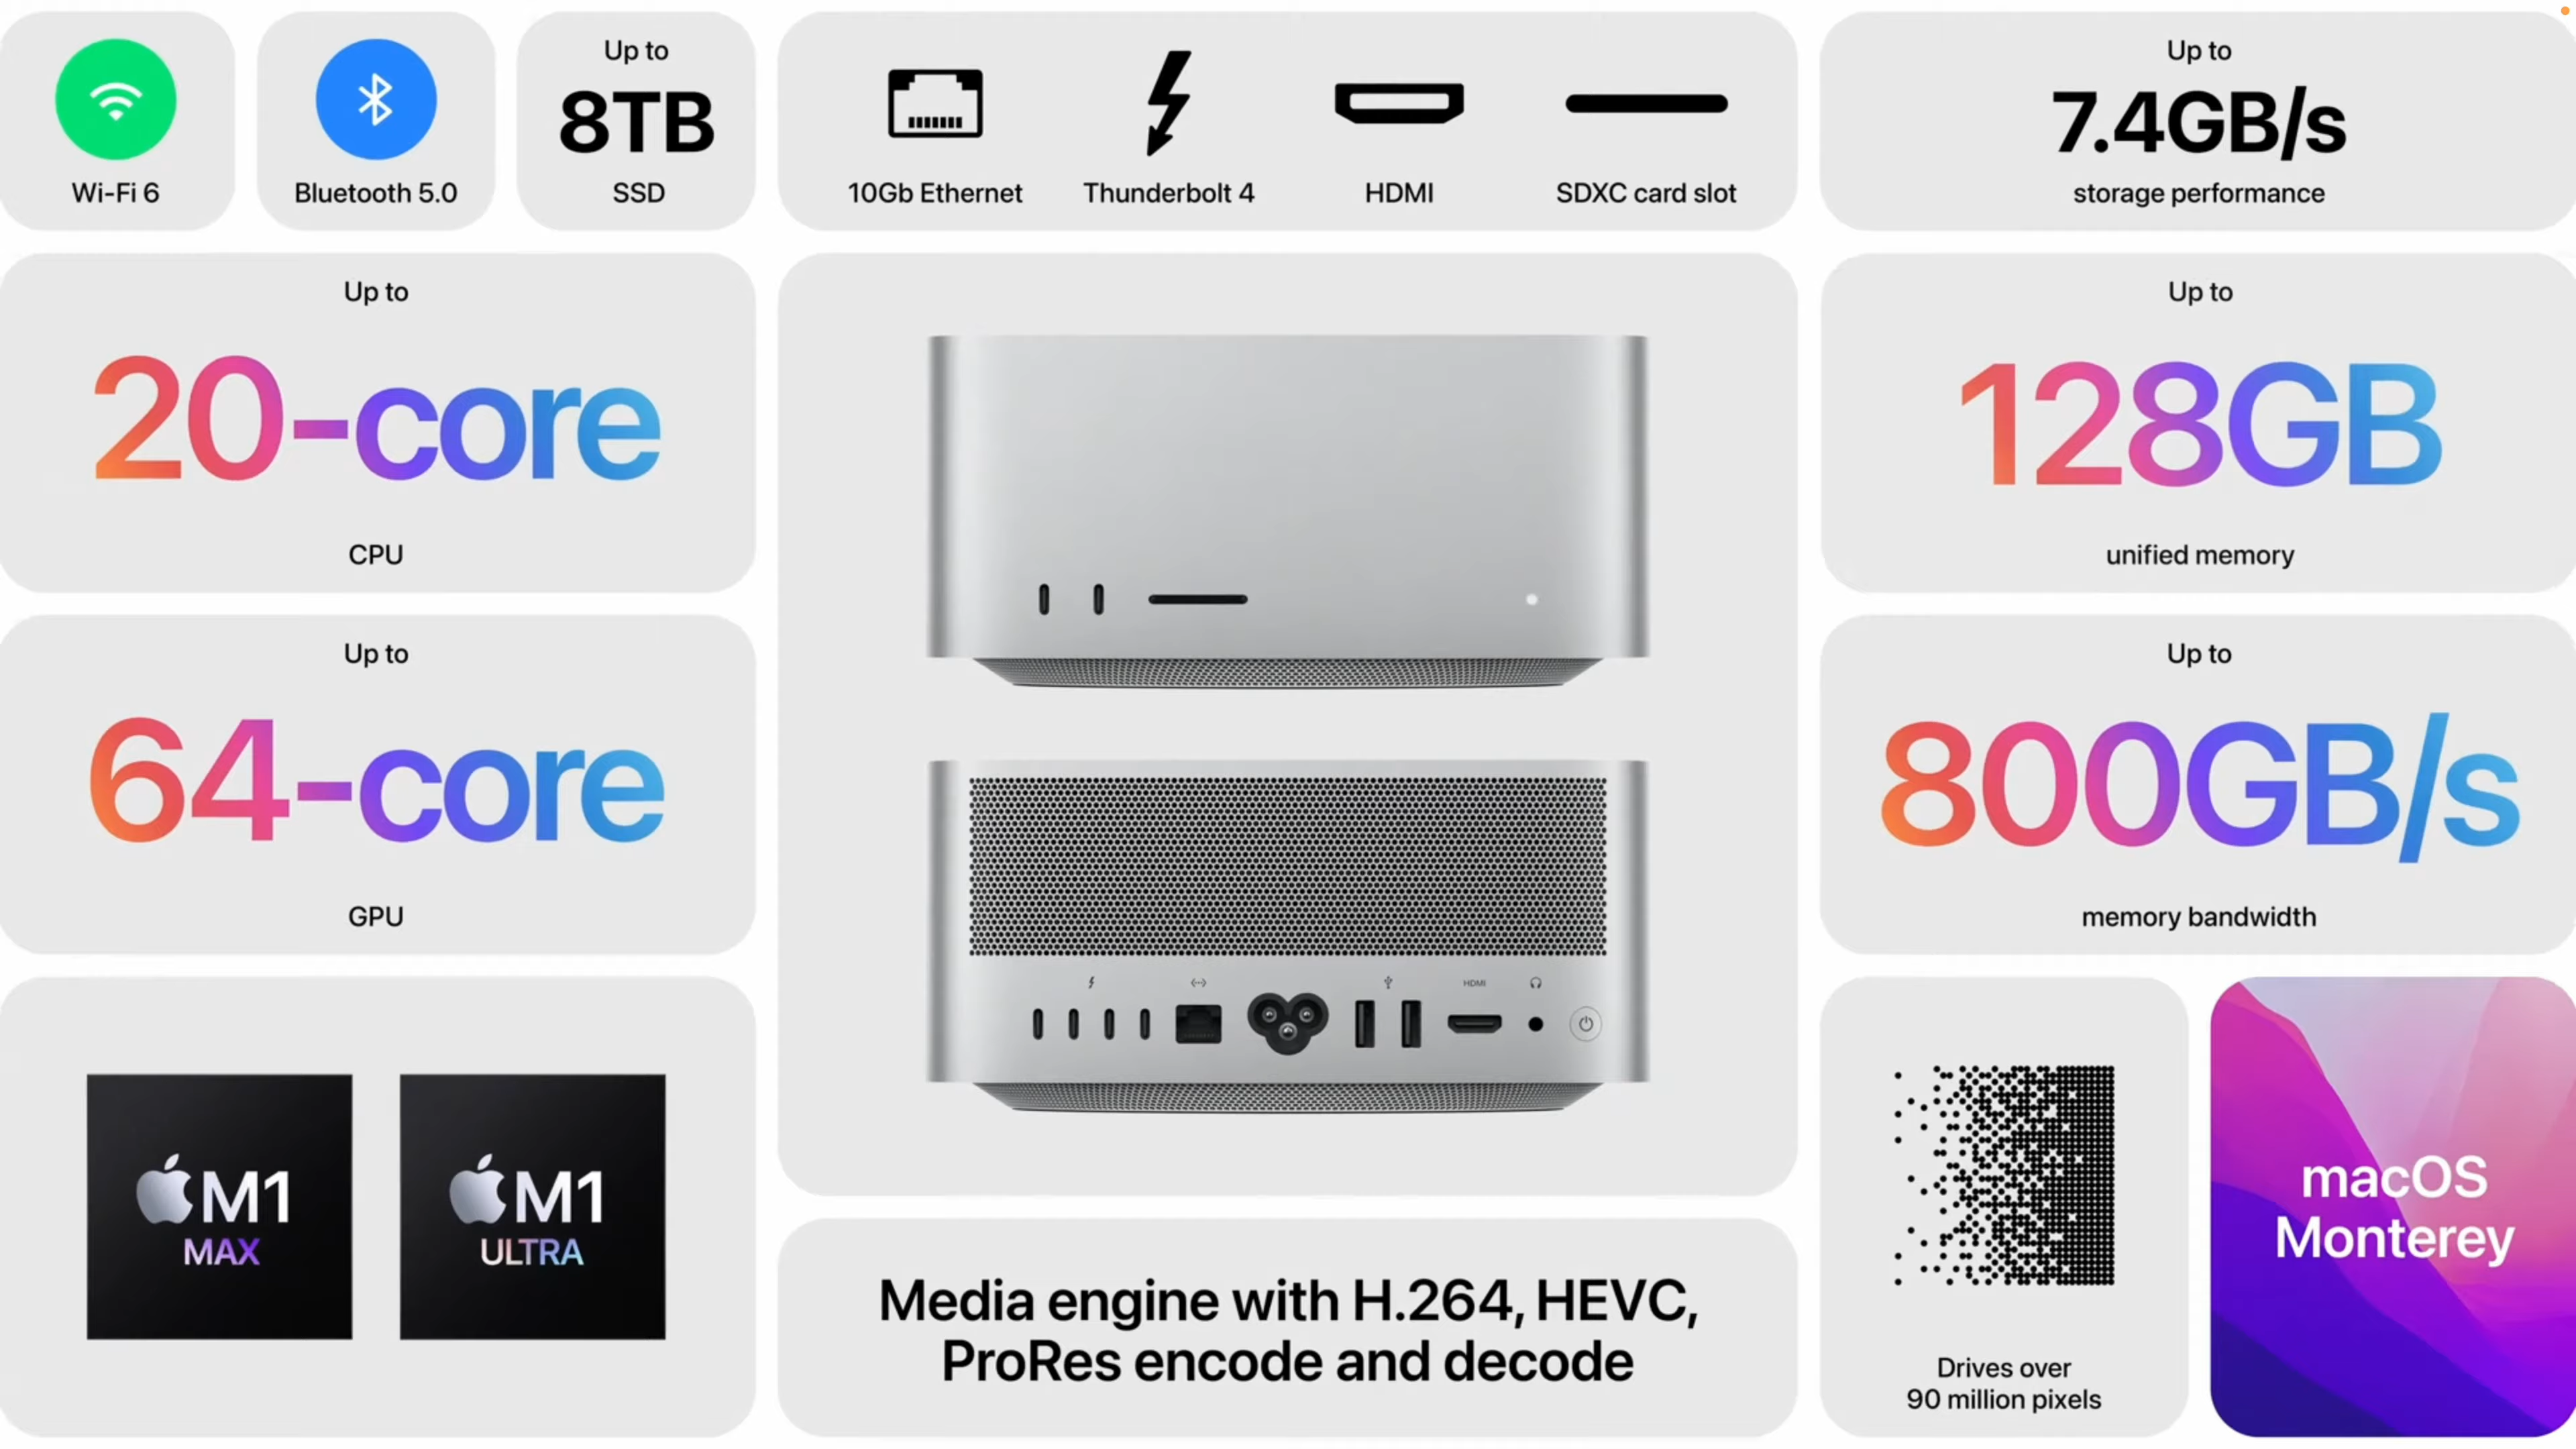 Wi-Fi 6
Bluetooth 5.0
Up to
8TB
SSD
10Gb Ethernet
Thunderbolt 4
HDMI
SDXC card slot
Up to
7.4GB/s
storage performance
Up to
20-core
CPU
Up to
128GB
unified memory
Up to
64-core
GPU
Up to
800GB/s
memory bandwidth
HDMI
M1
MAX
M1
ULTRA
Media engine with H.264, HEVC,
ProRes encode and decode
Drives over
90 million pixels
macOS
Monterey